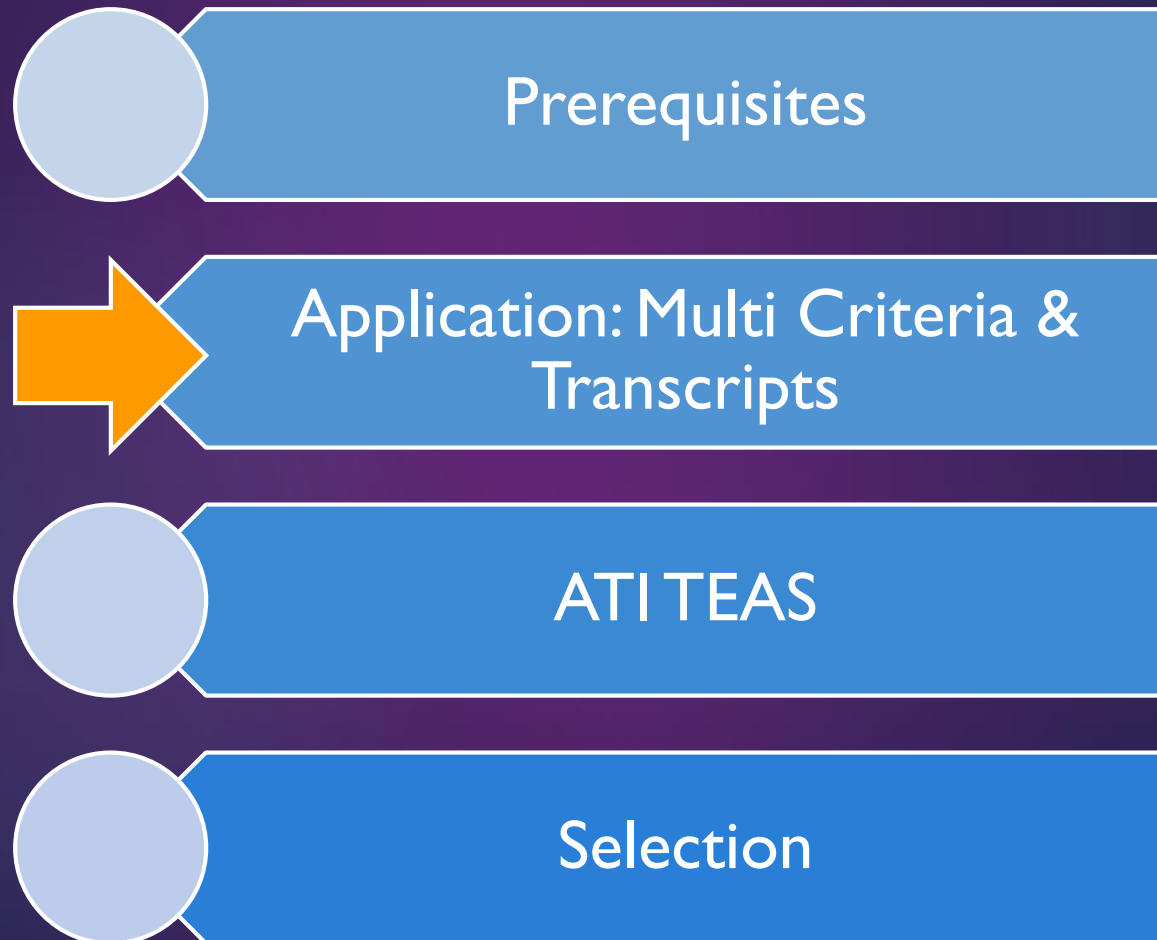 Prerequisites
Application: Multi Criteria &
Transcripts
ATI TEAS
Selection